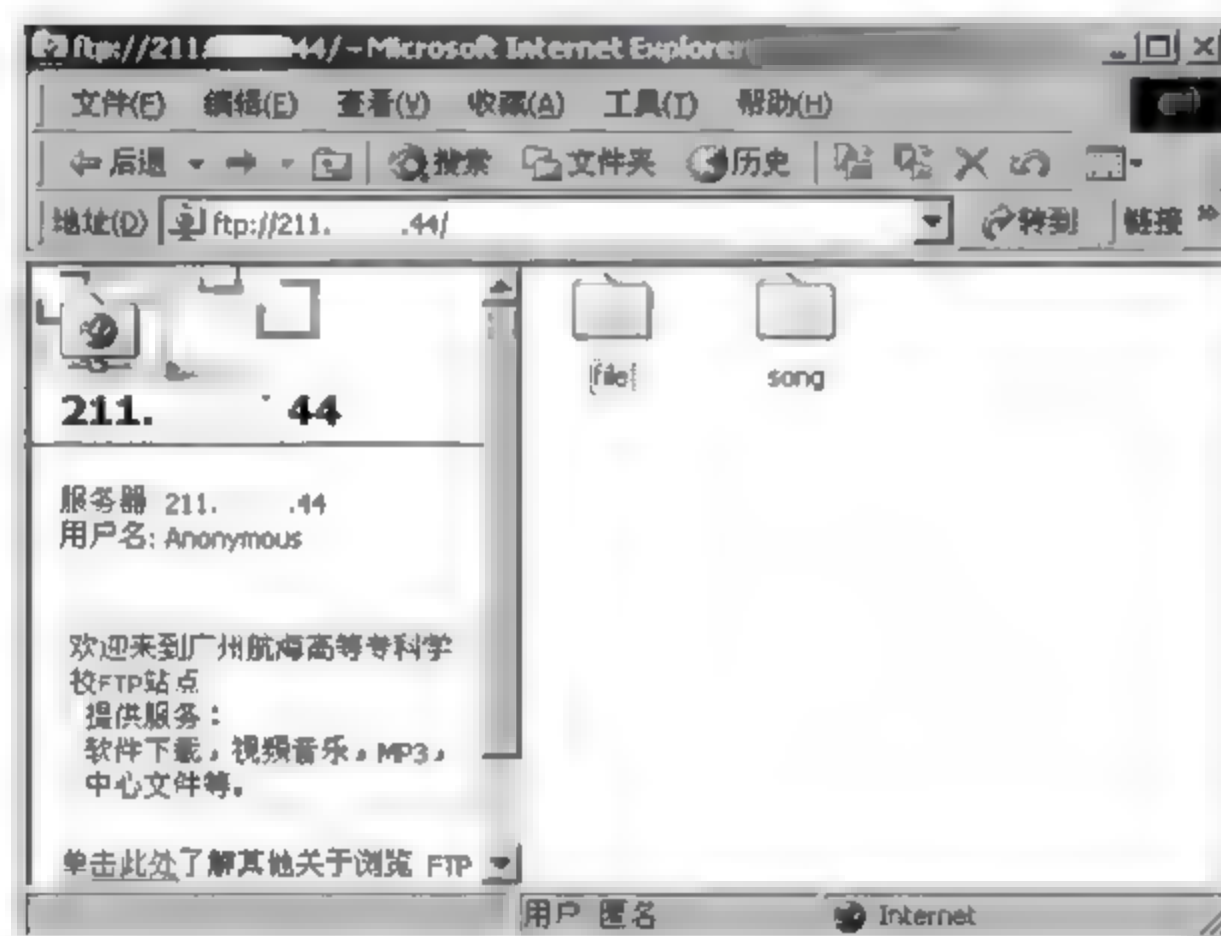 ftp://211. 44/ - Microsoft Internet Explorer
文件(F) 编辑(E) 查看(V) 收藏(A) 工具(T) 帮助(H)
后退 搜索 文件夹 历史
地址(D) ftp://211. .44/ 转到 链接 »
file song
211. 44
服务器 211. .44
用户名: Anonymous
欢迎来到广州航海高等专科学
校FTP站点
提供服务：
软件下载，视频音乐，MP3，
中心文件等。
单击此处了解其他关于浏览 FTP
用户 匿名 Internet